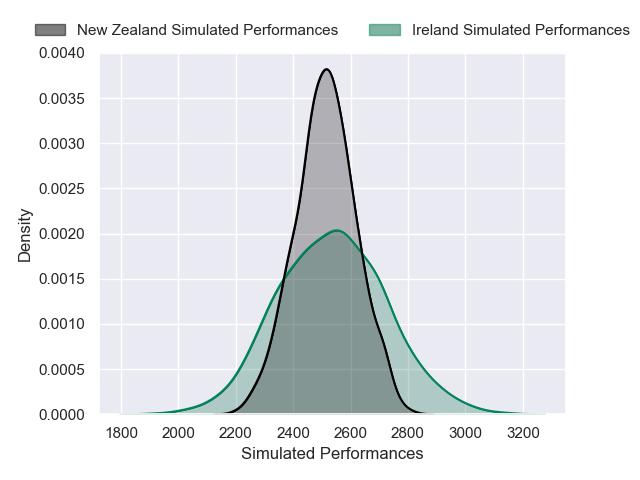 New Zealand Simulated Performances
Ireland Simulated Performances
0.0040
0.0035
0.0030
0.0025
0.0020
0.0015
0.0010
0.0005
0.0000
Density
1800 2000 2200 2400 2600 2800 3000 3200
Simulated Performances